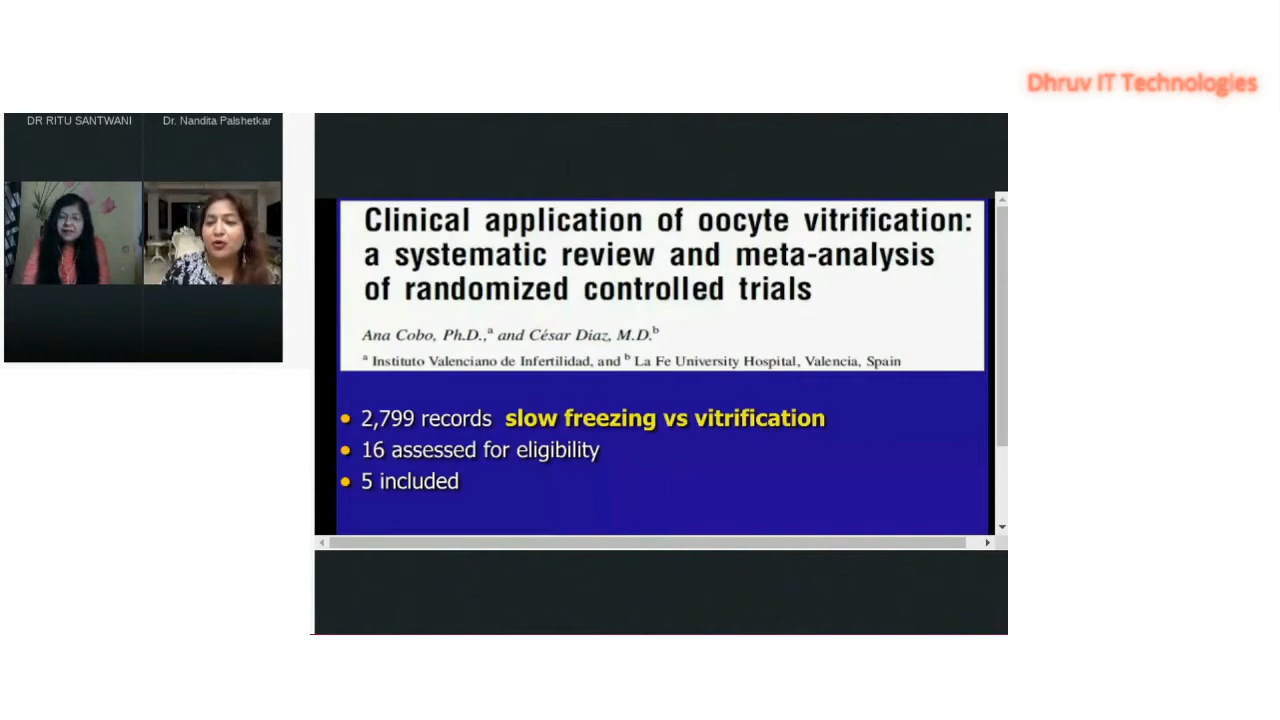 Dhruv IT Technologies
DR RITU SANTWANI
Dr. Nandita Palshetkar
Clinical application of oocyte vitrification:
a systematic review and meta-analysis
of randomized controlled trials
Ana Cobo, Ph.D.,a and César Díaz, M.D.b
a Instituto Valenciano de Infertilidad, and b La Fe University Hospital, Valencia, Spain
• 2,799 records slow freezing vs vitrification
• 16 assessed for eligibility
• 5 included